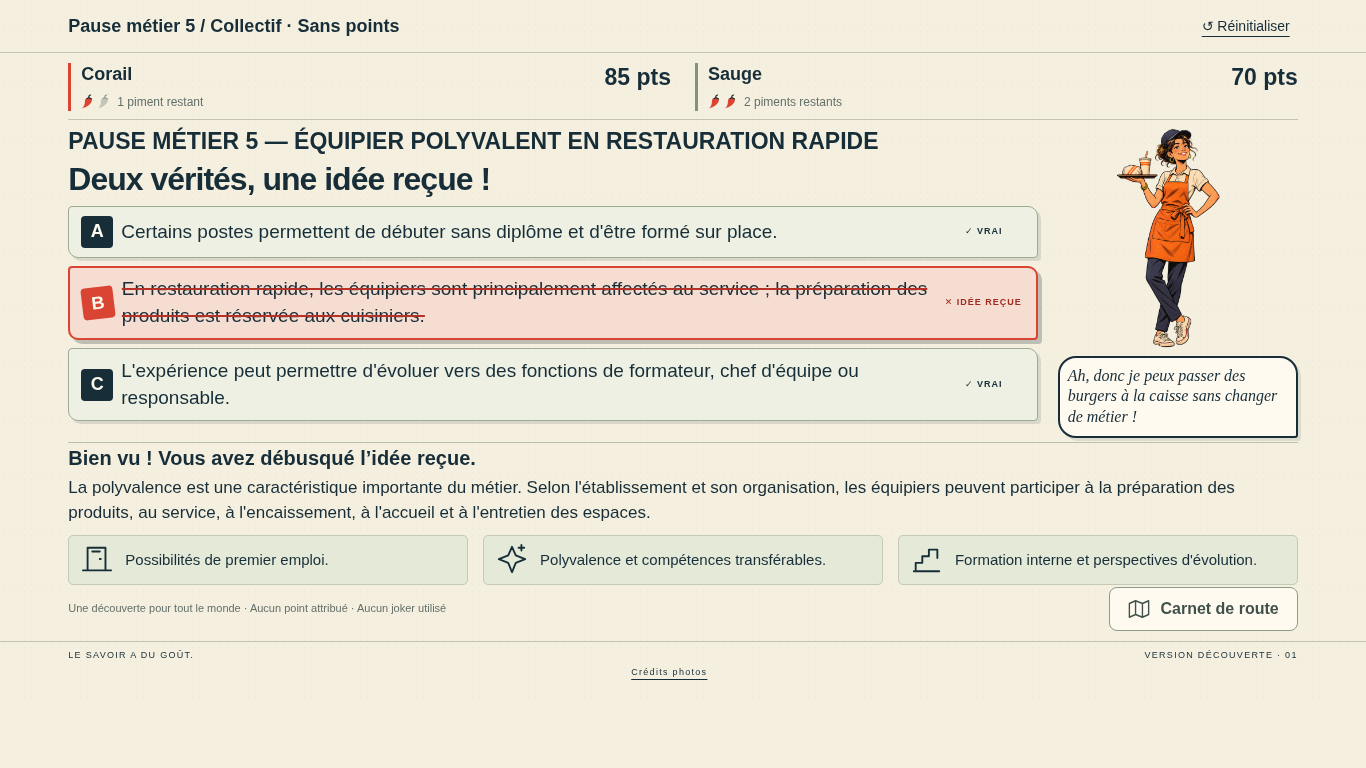 Pause métier 5 / Collectif · Sans points
↺ Réinitialiser
Corail
85 pts
1 piment restant
Sauge
70 pts
2 piments restants
PAUSE MÉTIER 5 — ÉQUIPIER POLYVALENT EN RESTAURATION RAPIDE
Deux vérités, une idée reçue !
A
Certains postes permettent de débuter sans diplôme et d'être formé sur place.
✓ VRAI
B
En restauration rapide, les équipiers sont principalement affectés au service ; la préparation des
produits est réservée aux cuisiniers.
✕ IDÉE REÇUE
C
L'expérience peut permettre d'évoluer vers des fonctions de formateur, chef d'équipe ou
responsable.
✓ VRAI
Ah, donc je peux passer des
burgers à la caisse sans changer
de métier !
Bien vu ! Vous avez débusqué l’idée reçue.
La polyvalence est une caractéristique importante du métier. Selon l'établissement et son organisation, les équipiers peuvent participer à la préparation des
produits, au service, à l'encaissement, à l'accueil et à l'entretien des espaces.
Possibilités de premier emploi.
Polyvalence et compétences transférables.
Formation interne et perspectives d'évolution.
Une découverte pour tout le monde · Aucun point attribué · Aucun joker utilisé
Carnet de route
LE SAVOIR A DU GOÛT.
VERSION DÉCOUVERTE · 01
Crédits photos